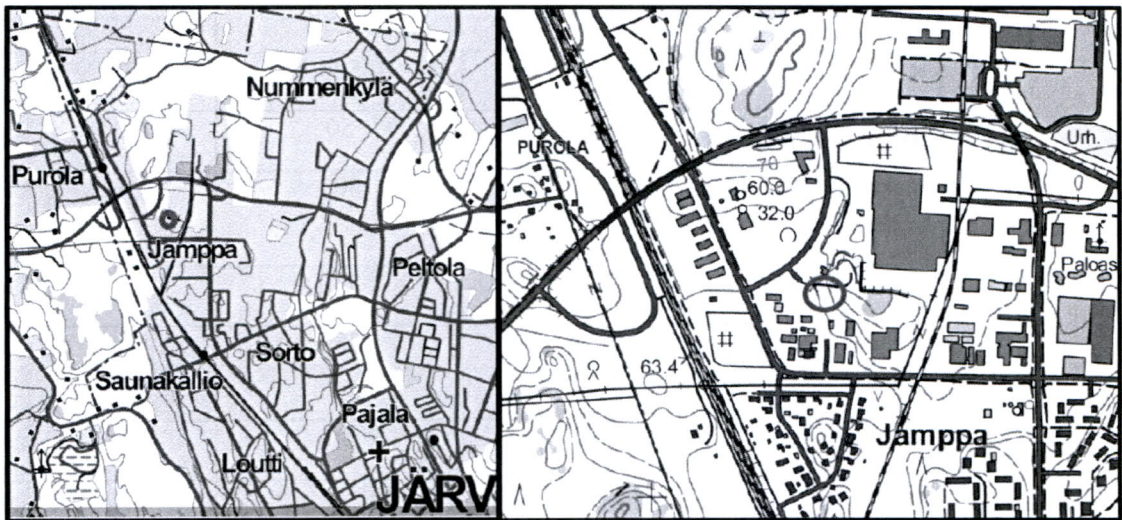 Nummenkylä
Purola
Jamppa
Peltola
Sorto
Saunakallio
Pajala
Loutti
JÄRV
PUROLA
Urh.
70
60.0
32.0
Paloas
63.4
Jamppa